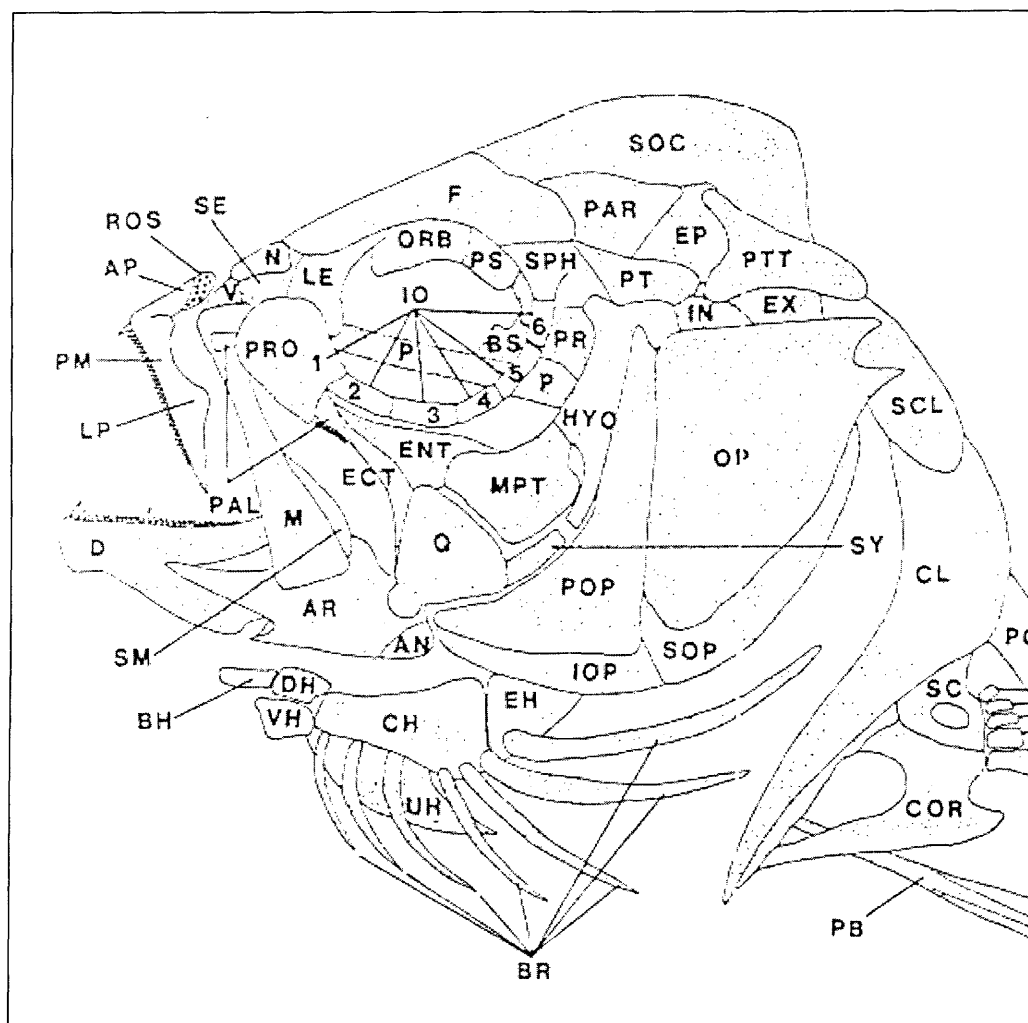 SOC
F
PAR
SE
ROS
EP
ORB
N
AP
PS
SPH
PTT
LE
PT
V
IO
IN
EX
6
PR
BS
PRO
P
PM
1
5
P
2
4
SCL
3
HYO
LP
ENT
OP
ECT
MPT
PAL
M
Q
SY
D
CL
POP
AR
AN
SOP
SM
IOP
DH
EH
SC
BH
VH
CH
UH
COR
PB
BR